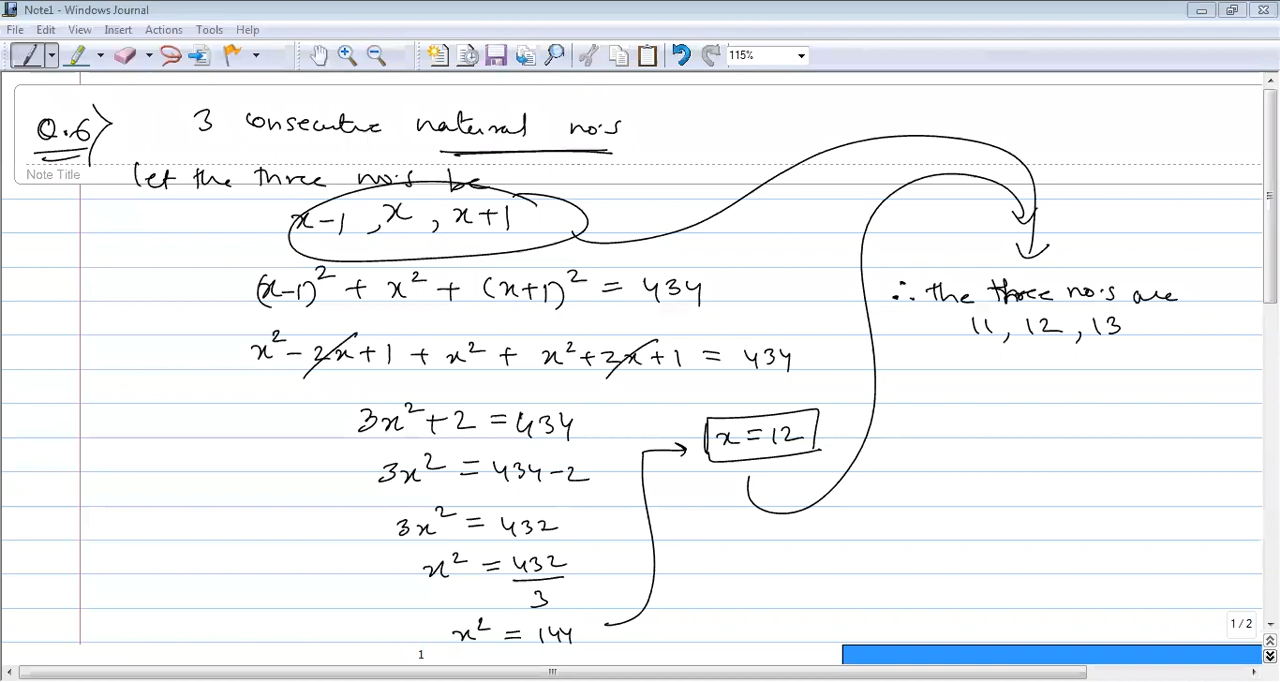 Note1 - Windows Journal
File Edit View Insert Actions Tools Help
115%
Q.6) 3 consecutive natural no.s
Note Title
let the three no.s be
x-1, x, x+1
(x-1)² + x² + (x+1)² = 434
∴ the three no.s are
11, 12, 13
x² - 2x + 1 + x² + x² + 2x + 1 = 434
3x² + 2 = 434
x = 12
3x² = 434 - 2
3x² = 432
x² = 432/3
x² = 144
1 / 2
1